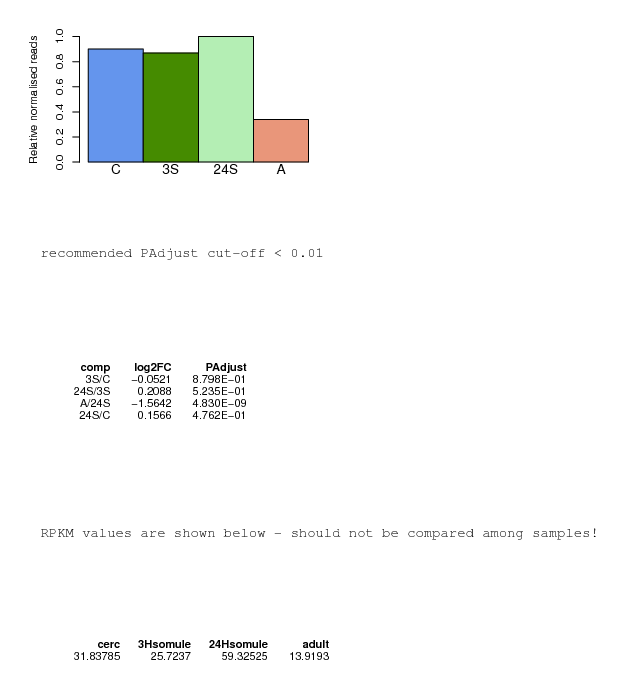 Relative normalised reads
1.0
0.8
0.6
0.4
0.2
0.0
C 3S 24S A
recommended PAdjust cut-off < 0.01
comp log2FC PAdjust
3S/C −0.0521 8.798E−01
24S/3S 0.2088 5.235E−01
A/24S −1.5642 4.830E−09
24S/C 0.1566 4.762E−01
RPKM values are shown below - should not be compared among samples!
cerc 3Hsomule 24Hsomule adult
31.83785 25.7237 59.32525 13.9193